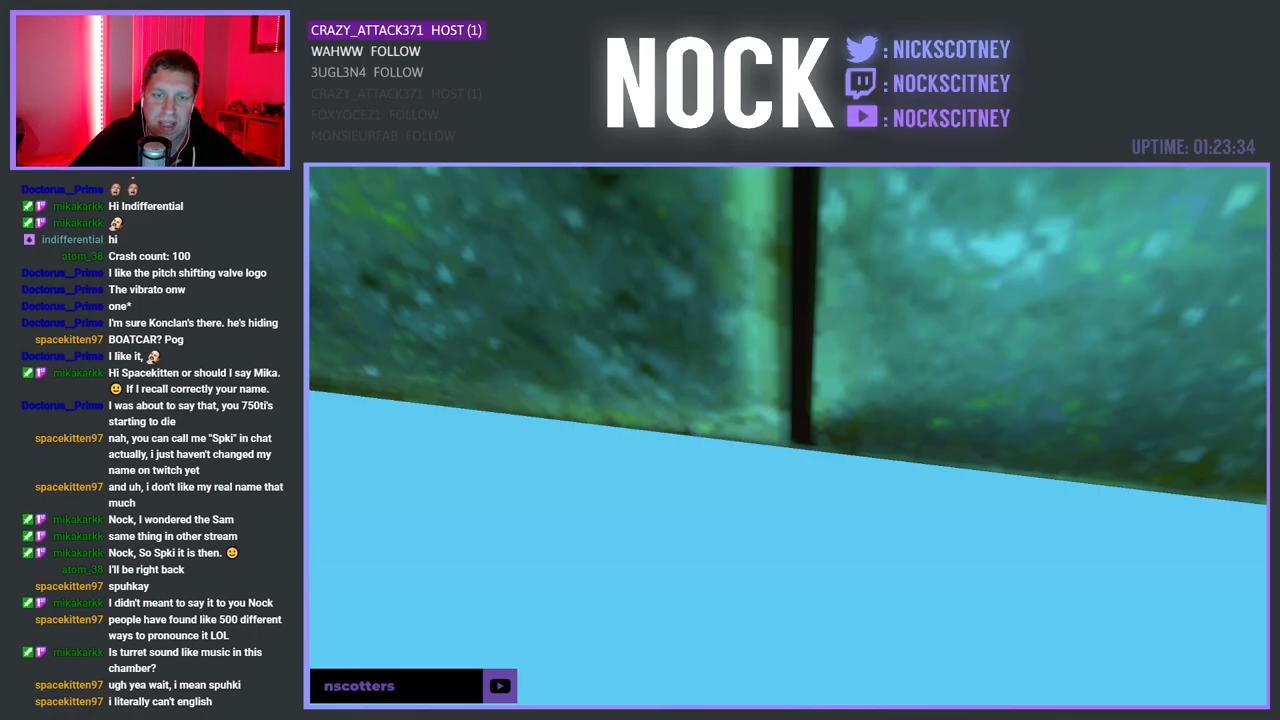 CRAZY_ATTACK371 HOST (1)
WAHWW FOLLOW
3UGL3N4 FOLLOW
CRAZY_ATTACK371 HOST (1)
FOXYOCE21 FOLLOW
MONSIEURFAB FOLLOW
NOCK
: NICKSCOTNEY
: NOCKSCITNEY
: NOCKSCITNEY
UPTIME: 01:23:34
Doctorus__Prime
mikakarkk Hi Indifferential
mikakarkk
indifferential hi
atom_38 Crash count: 100
Doctorus__Prime I like the pitch shifting valve logo
Doctorus__Prime The vibrato onw
Doctorus__Prime one*
Doctorus__Prime I'm sure Konclan's there. he's hiding
spacekitten97 BOATCAR? Pog
Doctorus__Prime I like it,
mikakarkk Hi Spacekitten or should I say Mika.
If I recall correctly your name.
Doctorus__Prime I was about to say that, you 750ti's
starting to die
spacekitten97 nah, you can call me "Spki" in chat
actually, i just haven't changed my
name on twitch yet
spacekitten97 and uh, i don't like my real name that
much
mikakarkk Nock, I wondered the Sam
mikakarkk same thing in other stream
mikakarkk Nock, So Spki it is then.
atom_38 I'll be right back
spacekitten97 spuhkay
mikakarkk I didn't meant to say it to you Nock
spacekitten97 people have found like 500 different
ways to pronounce it LOL
mikakarkk Is turret sound like music in this
chamber?
spacekitten97 ugh yea wait, i mean spuhki
spacekitten97 i literally can't english
nscotters